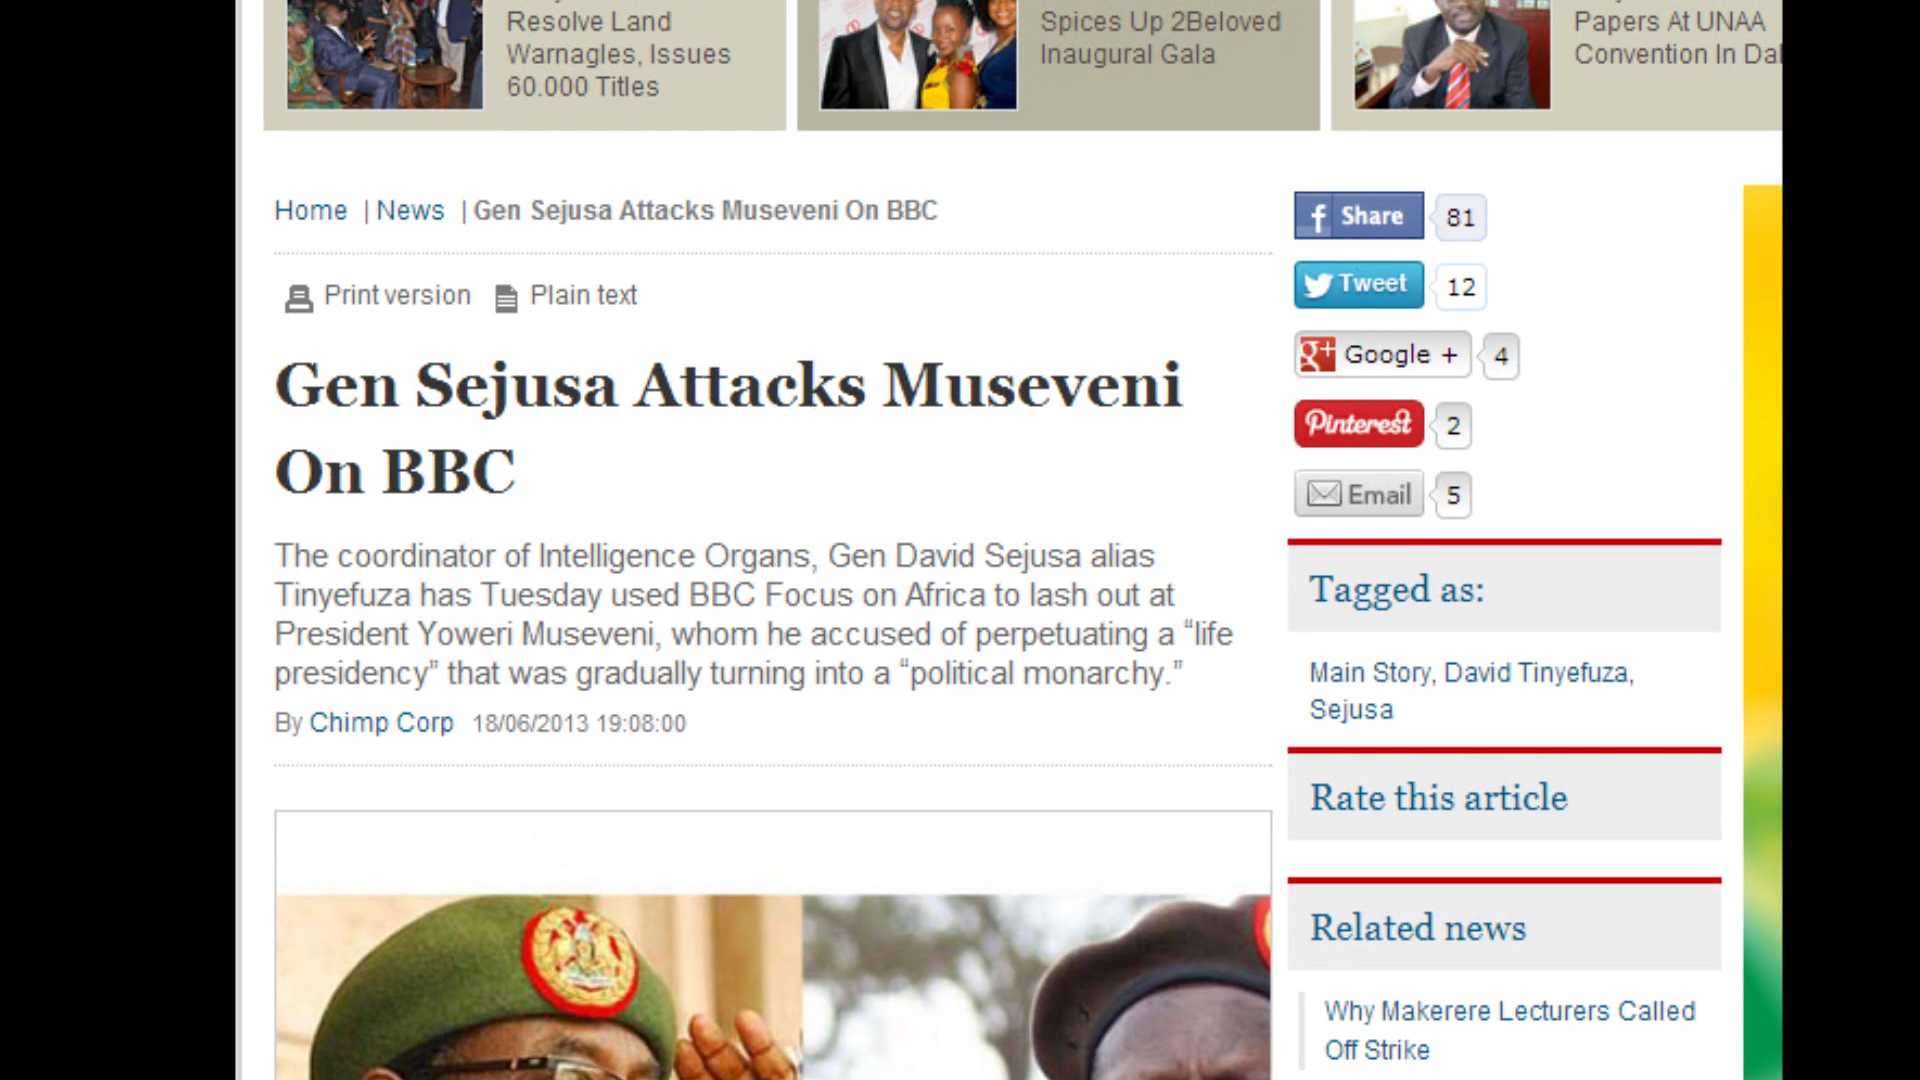 Resolve Land
Warnagles, Issues
60.000 Titles
Spices Up 2Beloved
Inaugural Gala
Papers At UNAA
Convention In Dal
Home | News | Gen Sejusa Attacks Museveni On BBC
Print version Plain text
Gen Sejusa Attacks Museveni
On BBC
The coordinator of Intelligence Organs, Gen David Sejusa alias
Tinyefuza has Tuesday used BBC Focus on Africa to lash out at
President Yoweri Museveni, whom he accused of perpetuating a “life
presidency” that was gradually turning into a “political monarchy.”
By Chimp Corp 18/06/2013 19:08:00
f Share 81
Tweet 12
g+ Google + 4
Pinterest 2
Email 5
Tagged as:
Main Story, David Tinyefuza,
Sejusa
Rate this article
Related news
Why Makerere Lecturers Called
Off Strike